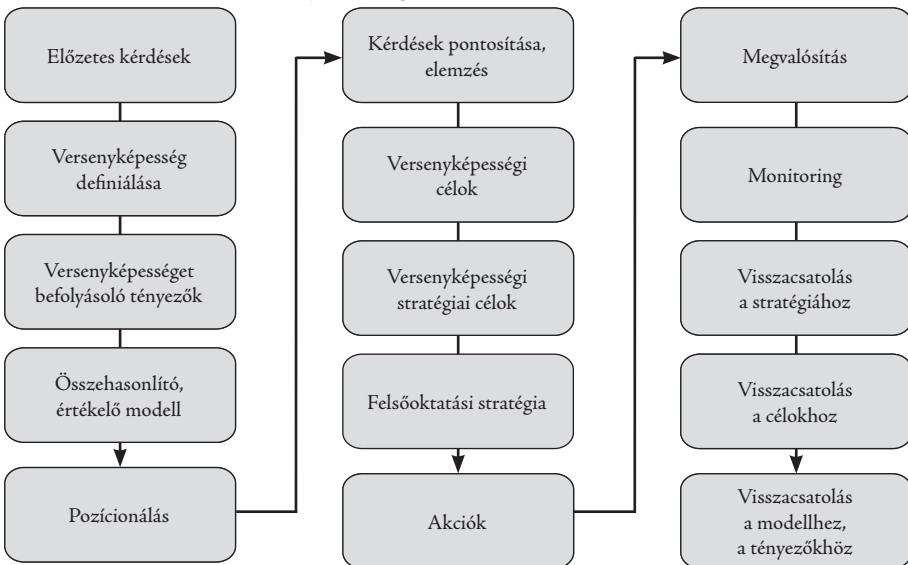 Előzetes kérdések
Versenyképesség
definiálása
Versenyképességet
befolyásoló tényezők
Összehasonlító,
értékelő modell
Pozícionálás
Kérdések pontosítása,
elemzés
Versenyképességi
célok
Versenyképességi
stratégiai célok
Felsőoktatási stratégia
Akciók
Megvalósítás
Monitoring
Visszacsatolás
a stratégiához
Visszacsatolás
a célokhoz
Visszacsatolás
a modellhez,
a tényezőkhöz